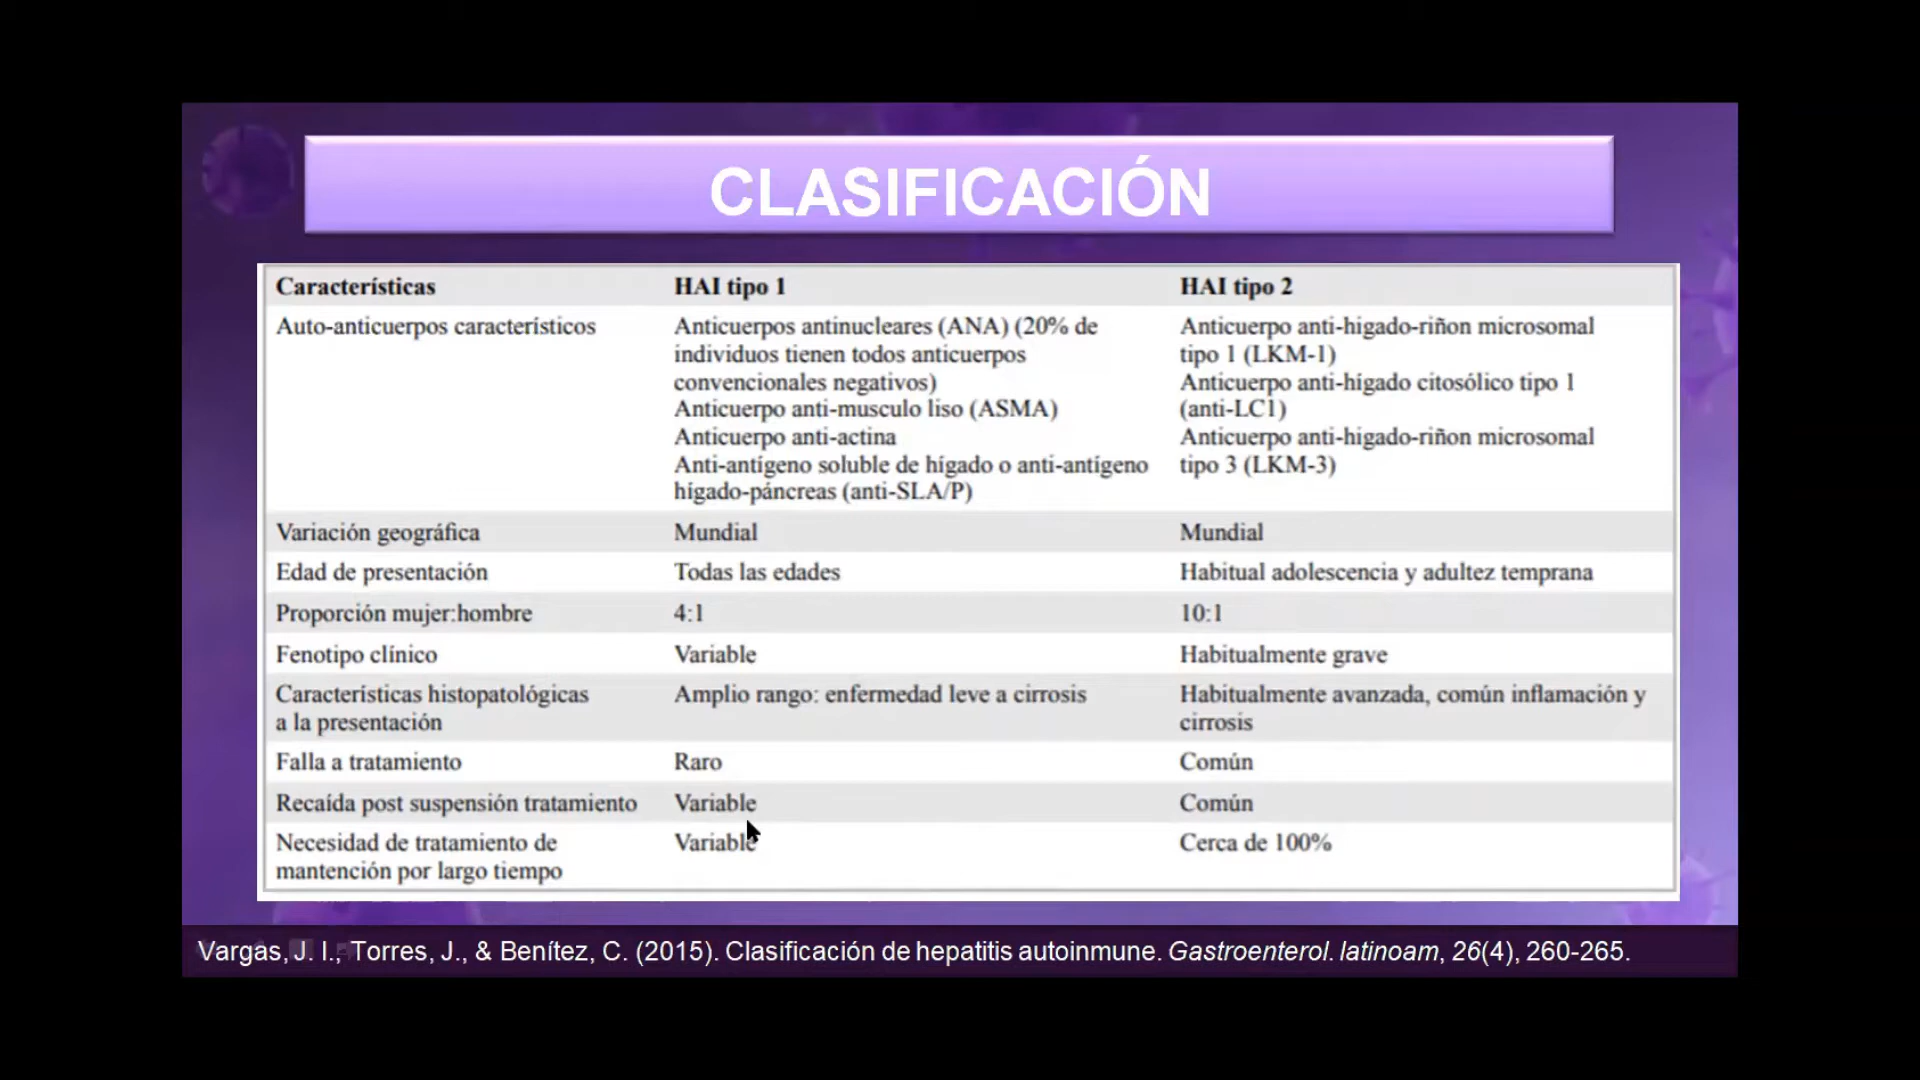 CLASIFICACIÓN
Características HAI tipo 1 HAI tipo 2
Auto-anticuerpos característicos Anticuerpos antinucleares (ANA) (20% de Anticuerpo anti-higado-riñon microsomal
individuos tienen todos anticuerpos tipo 1 (LKM-1)
convencionales negativos) Anticuerpo anti-hígado citosólico tipo 1
Anticuerpo anti-musculo liso (ASMA) (anti-LC1)
Anticuerpo anti-actina Anticuerpo anti-higado-riñon microsomal
Anti-antígeno soluble de hígado o anti-antígeno tipo 3 (LKM-3)
hígado-páncreas (anti-SLA/P)
Variación geográfica Mundial Mundial
Edad de presentación Todas las edades Habitual adolescencia y adultez temprana
Proporción mujer:hombre 4:1 10:1
Fenotipo clínico Variable Habitualmente grave
Características histopatológicas Amplio rango: enfermedad leve a cirrosis Habitualmente avanzada, común inflamación y
a la presentación cirrosis
Falla a tratamiento Raro Común
Recaída post suspensión tratamiento Variable Común
Necesidad de tratamiento de Variable Cerca de 100%
mantención por largo tiempo
Vargas, J. I., Torres, J., & Benítez, C. (2015). Clasificación de hepatitis autoinmune. Gastroenterol. latinoam, 26(4), 260-265.